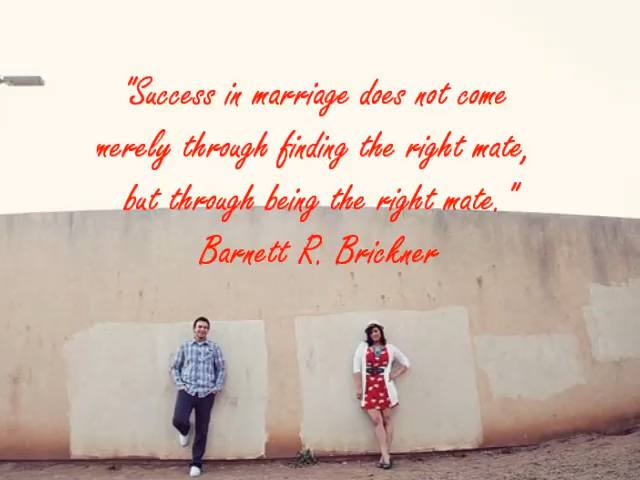 "Success in marriage does not come
merely through finding the right mate,
but through being the right mate."
Barnett R. Brickner